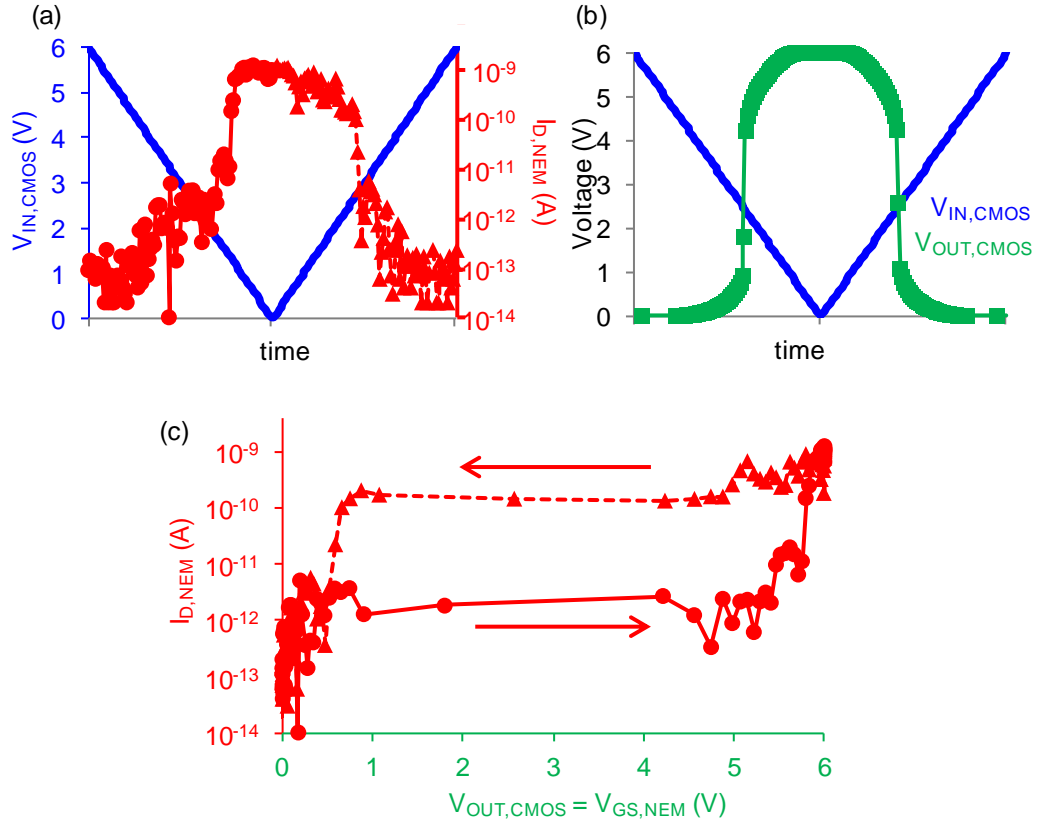 (a)
6
5
4
3
2
1
0
V_IN,CMOS (V)
10^-9
10^-10
10^-11
10^-12
10^-13
10^-14
I_D,NEM (A)
time
(b)
6
5
4
3
2
1
0
Voltage (V)
V_IN,CMOS
V_OUT,CMOS
time
(c)
10^-9
10^-10
10^-11
10^-12
10^-13
10^-14
I_D,NEM (A)
0 1 2 3 4 5 6
V_OUT,CMOS = V_GS,NEM (V)